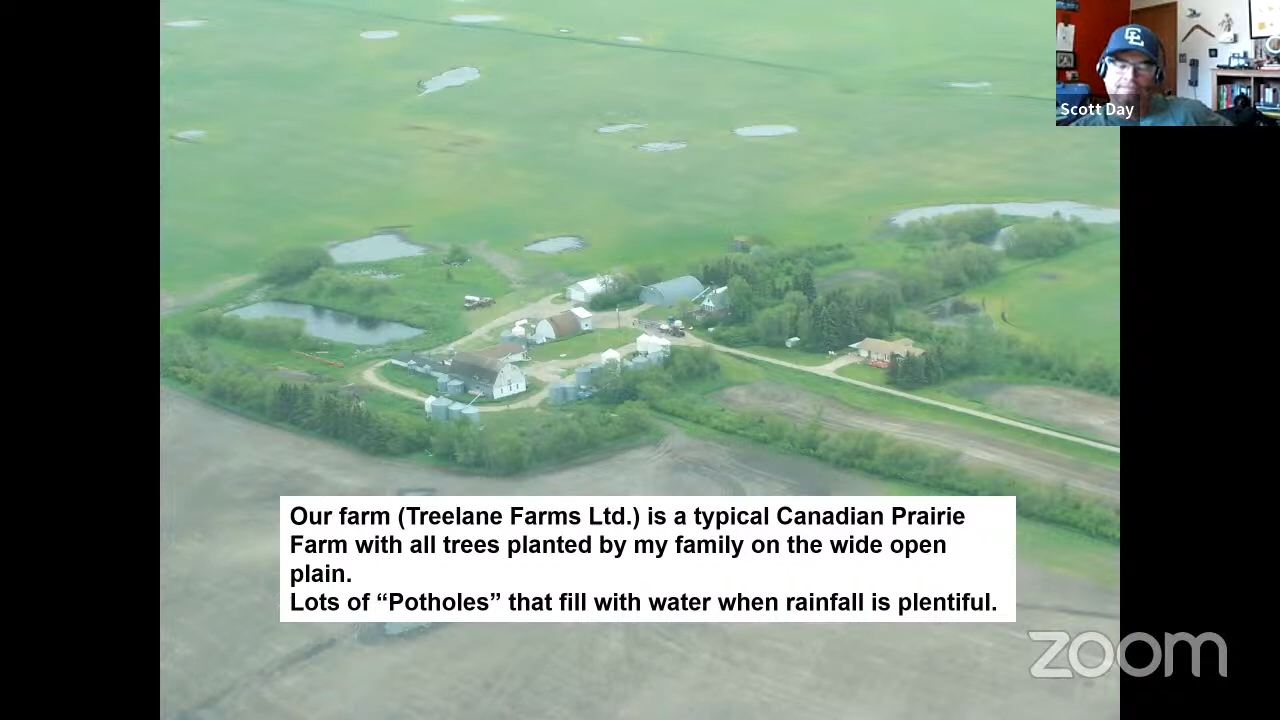 Scott Day
Our farm (Treelane Farms Ltd.) is a typical Canadian Prairie
Farm with all trees planted by my family on the wide open
plain.
Lots of “Potholes” that fill with water when rainfall is plentiful.
zoom